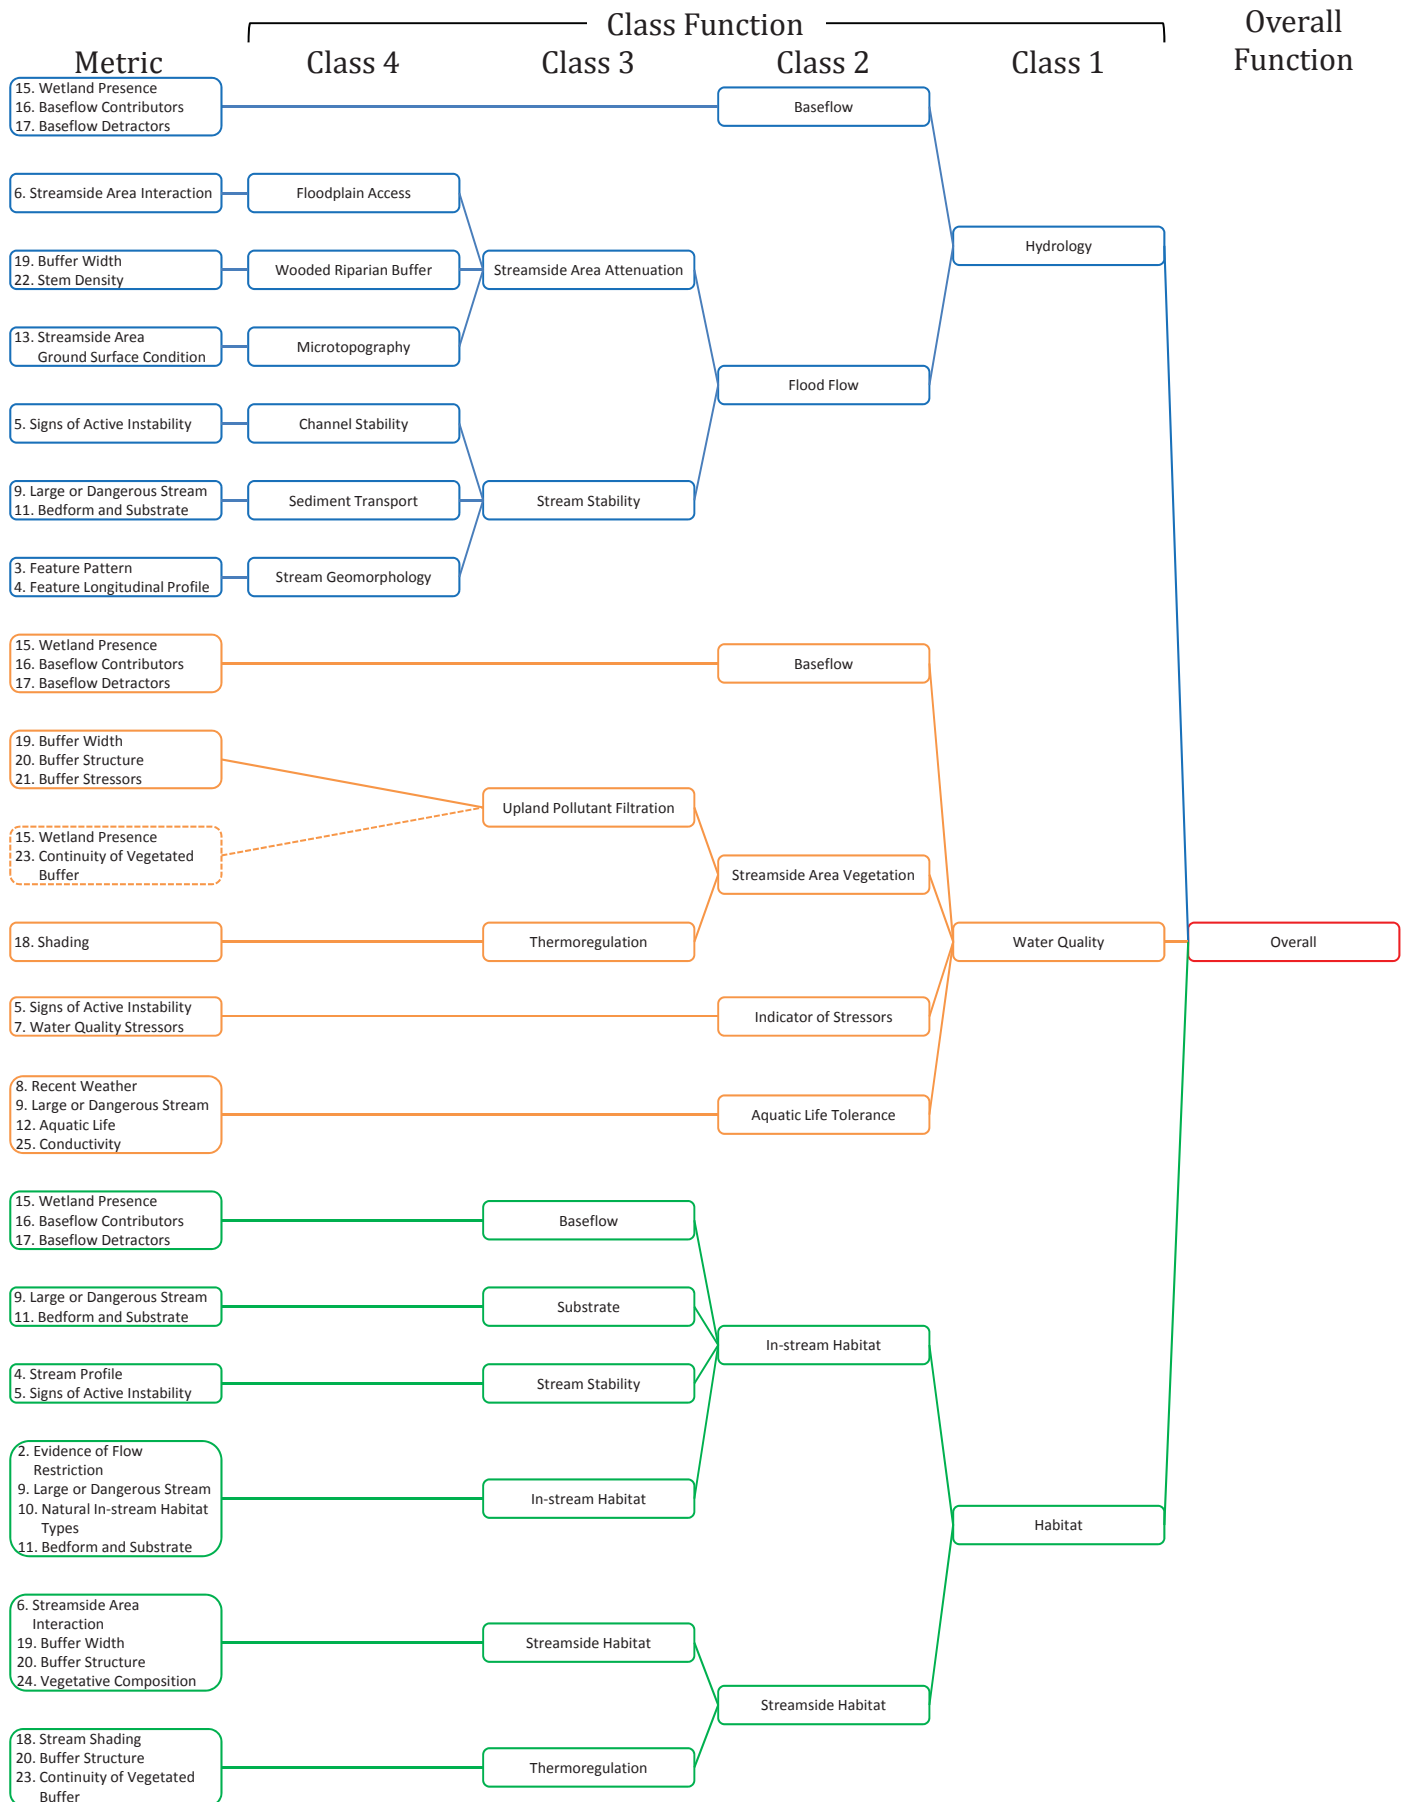 Class Function
Overall
Function
Metric
Class 4
Class 3
Class 2
Class 1
15. Wetland Presence
16. Baseflow Contributors
17. Baseflow Detractors
Baseflow
6. Streamside Area Interaction
Floodplain Access
Hydrology
19. Buffer Width
22. Stem Density
Wooded Riparian Buffer
Streamside Area Attenuation
13. Streamside Area
Ground Surface Condition
Microtopography
Flood Flow
5. Signs of Active Instability
Channel Stability
9. Large or Dangerous Stream
11. Bedform and Substrate
Sediment Transport
Stream Stability
3. Feature Pattern
4. Feature Longitudinal Profile
Stream Geomorphology
15. Wetland Presence
16. Baseflow Contributors
17. Baseflow Detractors
Baseflow
19. Buffer Width
20. Buffer Structure
21. Buffer Stressors
Upland Pollutant Filtration
15. Wetland Presence
23. Continuity of Vegetated
Buffer
Streamside Area Vegetation
18. Shading
Thermoregulation
Water Quality
Overall
5. Signs of Active Instability
7. Water Quality Stressors
Indicator of Stressors
8. Recent Weather
9. Large or Dangerous Stream
12. Aquatic Life
25. Conductivity
Aquatic Life Tolerance
15. Wetland Presence
16. Baseflow Contributors
17. Baseflow Detractors
Baseflow
9. Large or Dangerous Stream
11. Bedform and Substrate
Substrate
In-stream Habitat
4. Stream Profile
5. Signs of Active Instability
Stream Stability
2. Evidence of Flow
Restriction
9. Large or Dangerous Stream
10. Natural In-stream Habitat
Types
11. Bedform and Substrate
In-stream Habitat
Habitat
6. Streamside Area
Interaction
19. Buffer Width
20. Buffer Structure
24. Vegetative Composition
Streamside Habitat
Streamside Habitat
18. Stream Shading
20. Buffer Structure
23. Continuity of Vegetated
Buffer
Thermoregulation